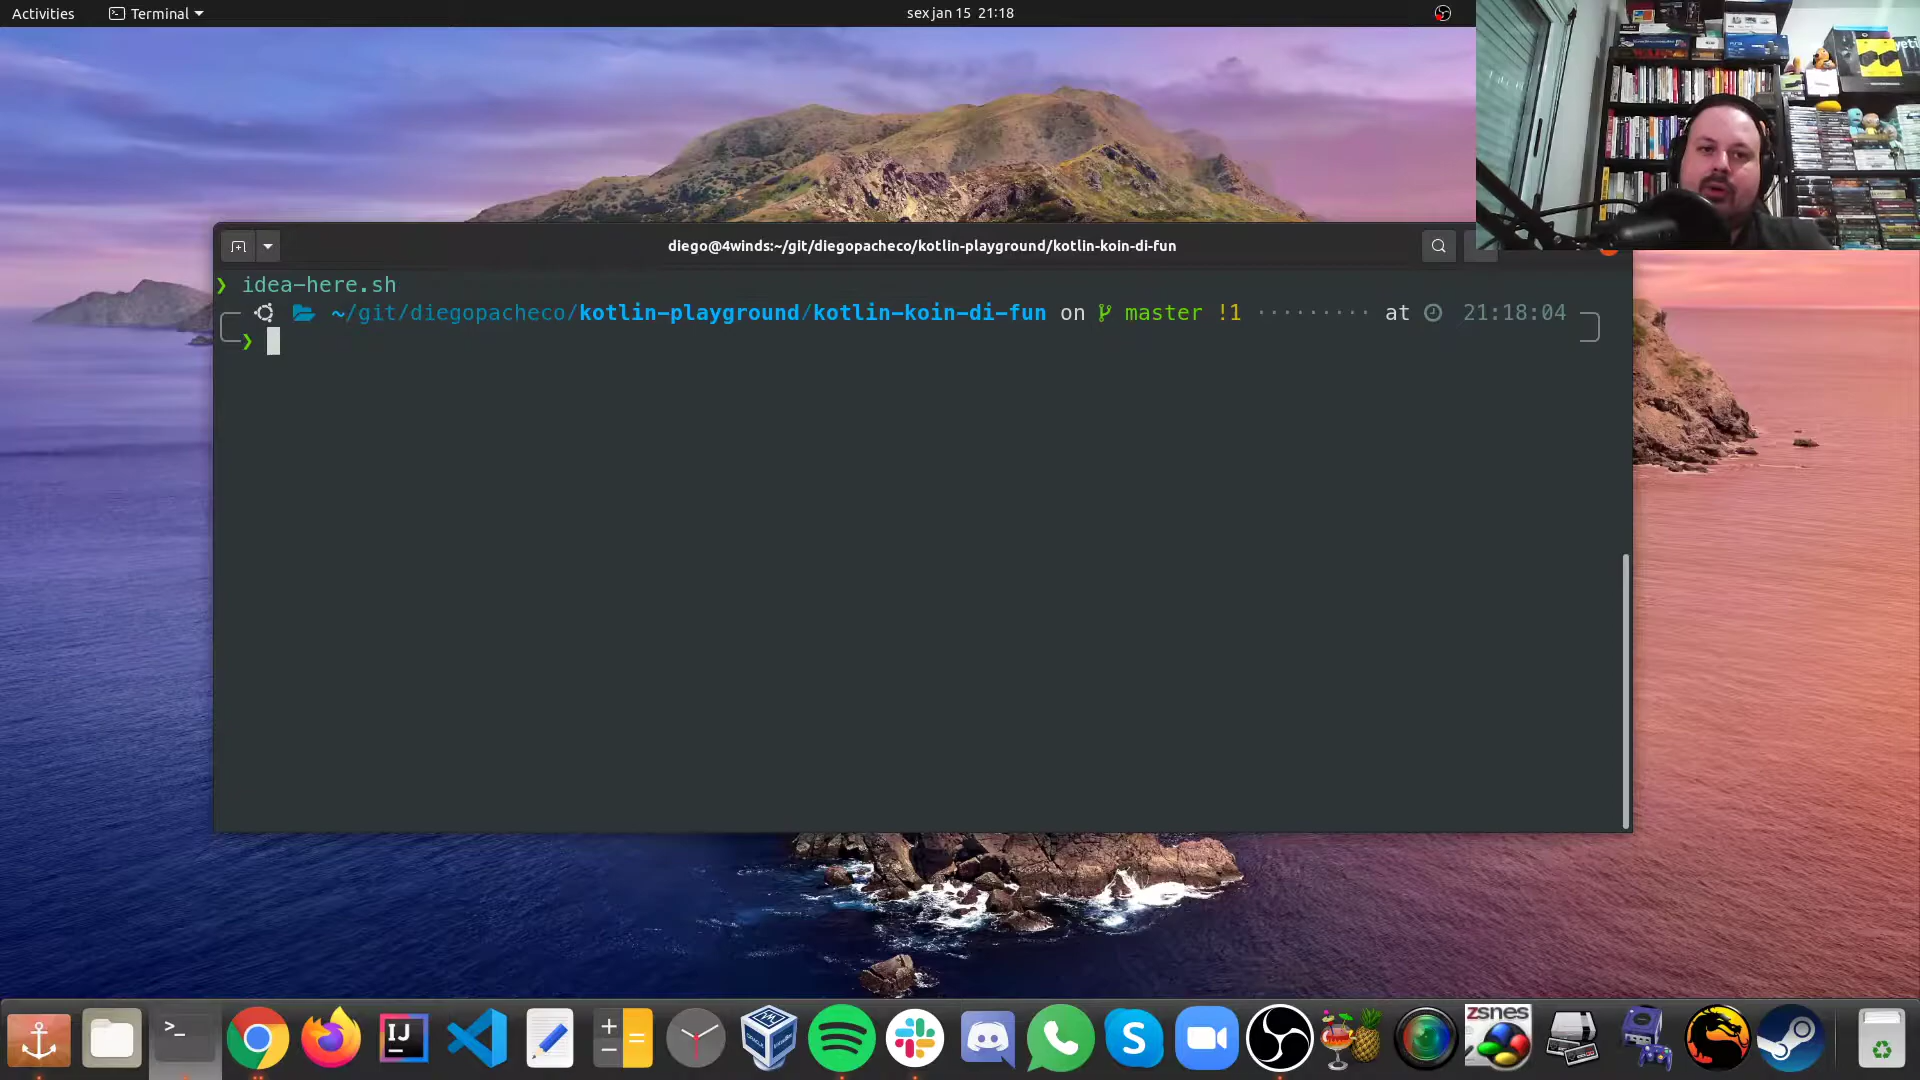 Activities
Terminal
sex jan 15 21:18
diego@4winds:~/git/diegopacheco/kotlin-playground/kotlin-koin-di-fun
❯ idea-here.sh
~/git/diegopacheco/kotlin-playground/kotlin-koin-di-fun on master !1 ········· at 21:18:04
❯
>_
IJ
zsnes